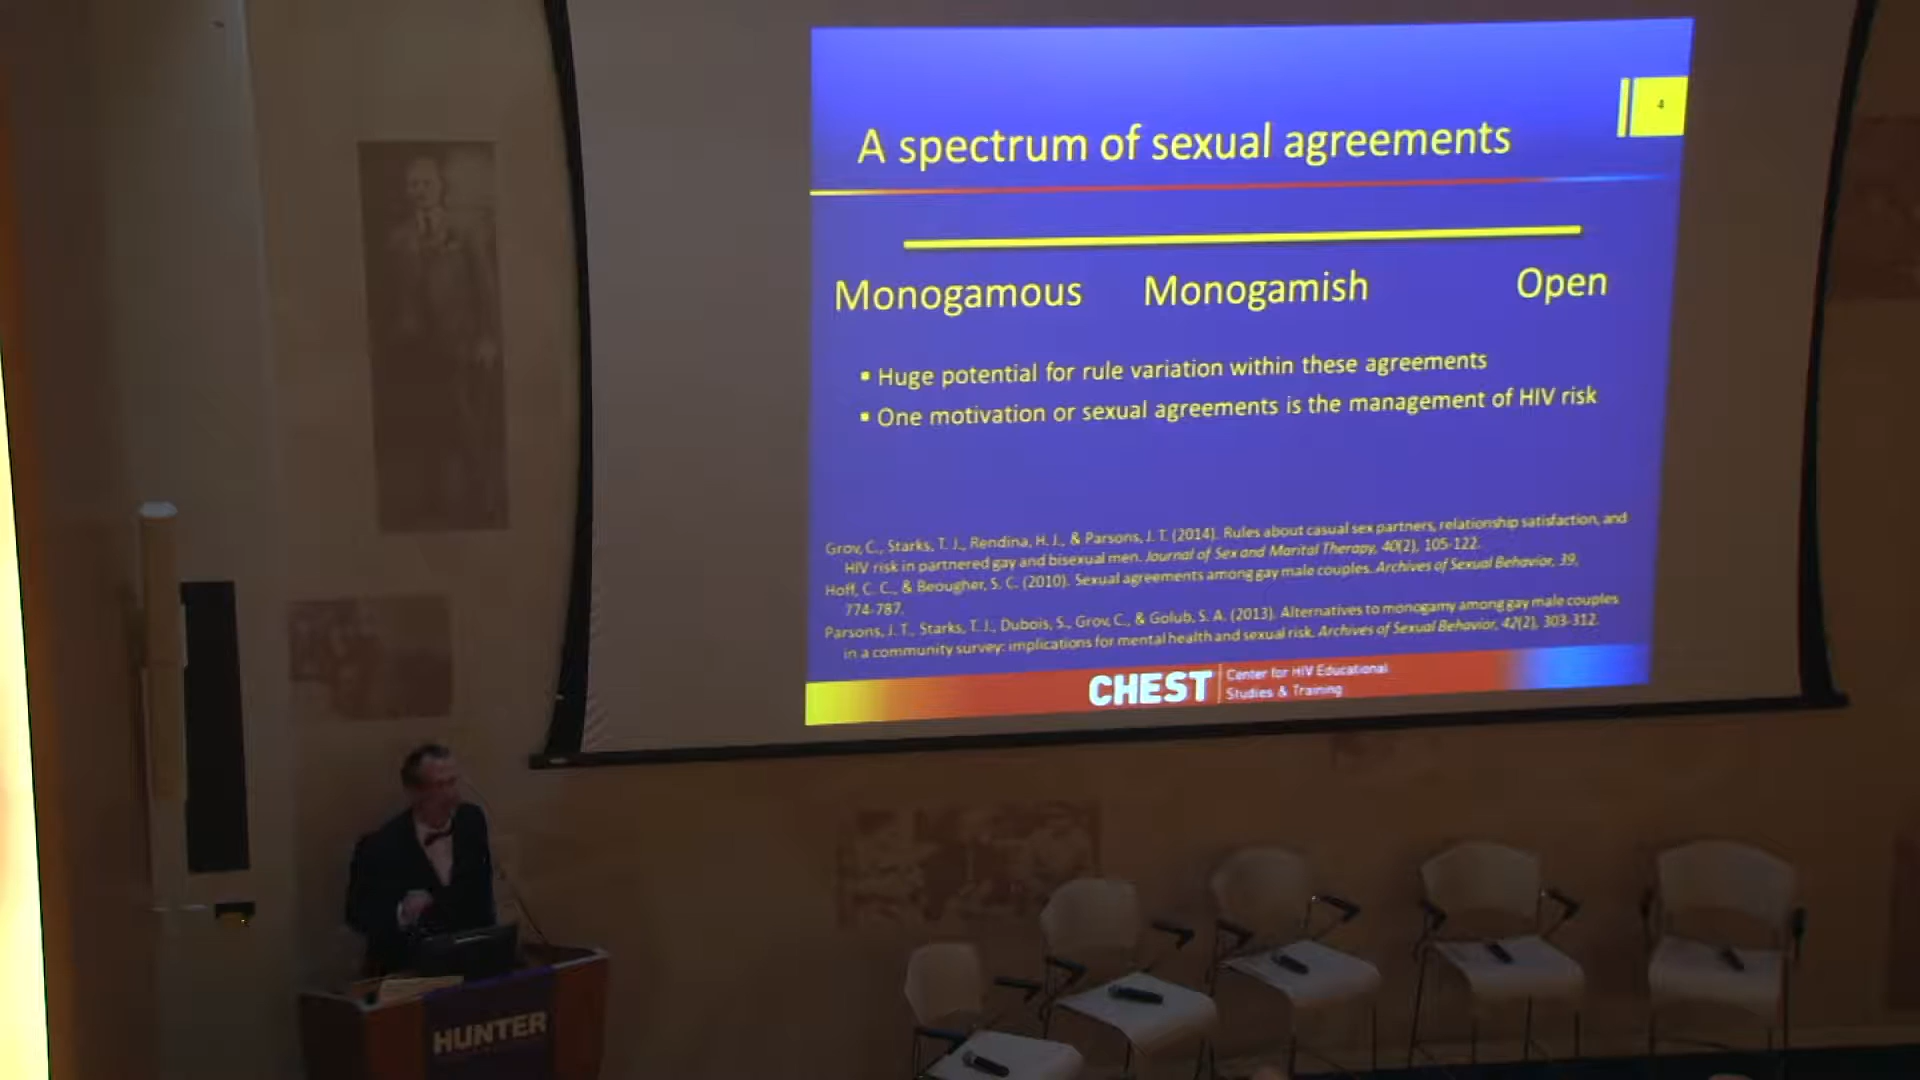 4
A spectrum of sexual agreements
Monogamous Monogamish Open
▪ Huge potential for rule variation within these agreements
▪ One motivation or sexual agreements is the management of HIV risk
Grov, C., Starks, T. J., Rendina, H. J., & Parsons, J. T. (2014). Rules about casual sex partners, relationship satisfaction, and
HIV risk in partnered gay and bisexual men. Journal of Sex and Marital Therapy, 40(2), 105-122.
Hoff, C. C., & Beougher, S. C. (2010). Sexual agreements among gay male couples. Archives of Sexual Behavior, 39,
774-787.
Parsons, J. T., Starks, T. J., Dubois, S., Grov, C., & Golub, S. A. (2013). Alternatives to monogamy among gay male couples
in a community survey: implications for mental health and sexual risk. Archives of Sexual Behavior, 42(2), 303-312.
CHEST Center for HIV Educational
Studies & Training
HUNTER